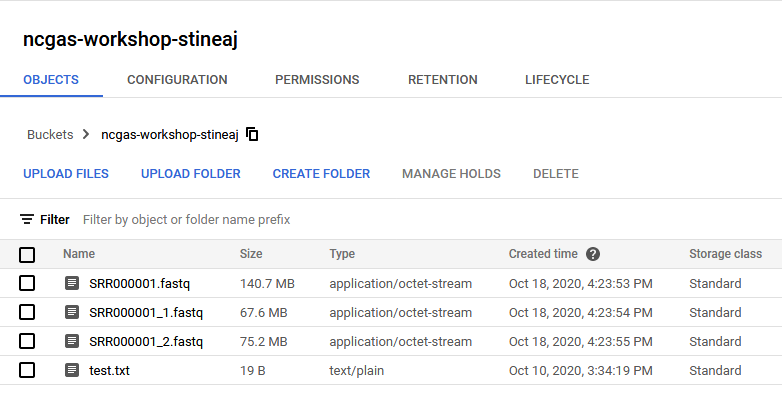 ncgas-workshop-stineaj
OBJECTS CONFIGURATION PERMISSIONS RETENTION LIFECYCLE
Buckets > ncgas-workshop-stineaj
UPLOAD FILES UPLOAD FOLDER CREATE FOLDER MANAGE HOLDS DELETE
Filter Filter by object or folder name prefix
Name Size Type Created time ? Storage class
SRR000001.fastq 140.7 MB application/octet-stream Oct 18, 2020, 4:23:53 PM Standard
SRR000001_1.fastq 67.6 MB application/octet-stream Oct 18, 2020, 4:23:54 PM Standard
SRR000001_2.fastq 75.2 MB application/octet-stream Oct 18, 2020, 4:23:55 PM Standard
test.txt 19 B text/plain Oct 10, 2020, 3:34:19 PM Standard